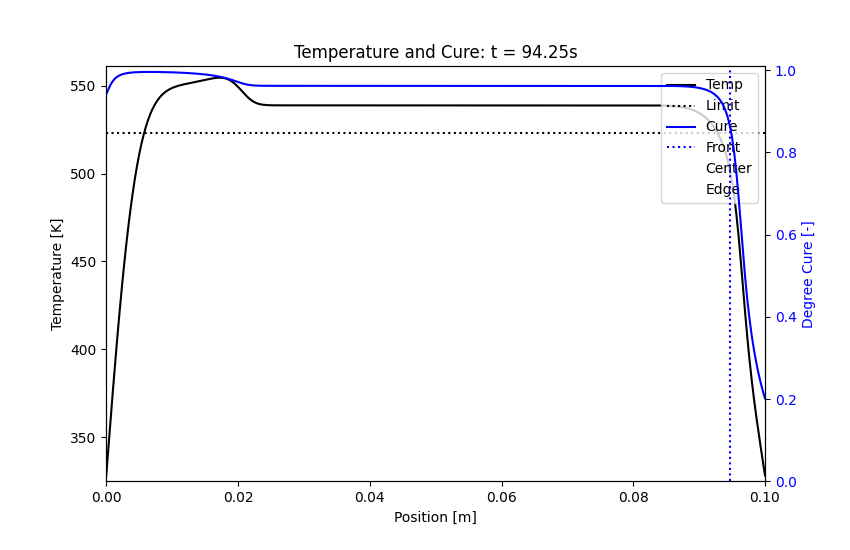 Temperature and Cure: t = 94.25s
Temperature [K]
550
500
450
400
350
Temp
Limit
Cure
Front
Center
Edge
1.0
0.8
0.6
0.4
0.2
0.0
Degree Cure [-]
0.00 0.02 0.04 0.06 0.08 0.10
Position [m]